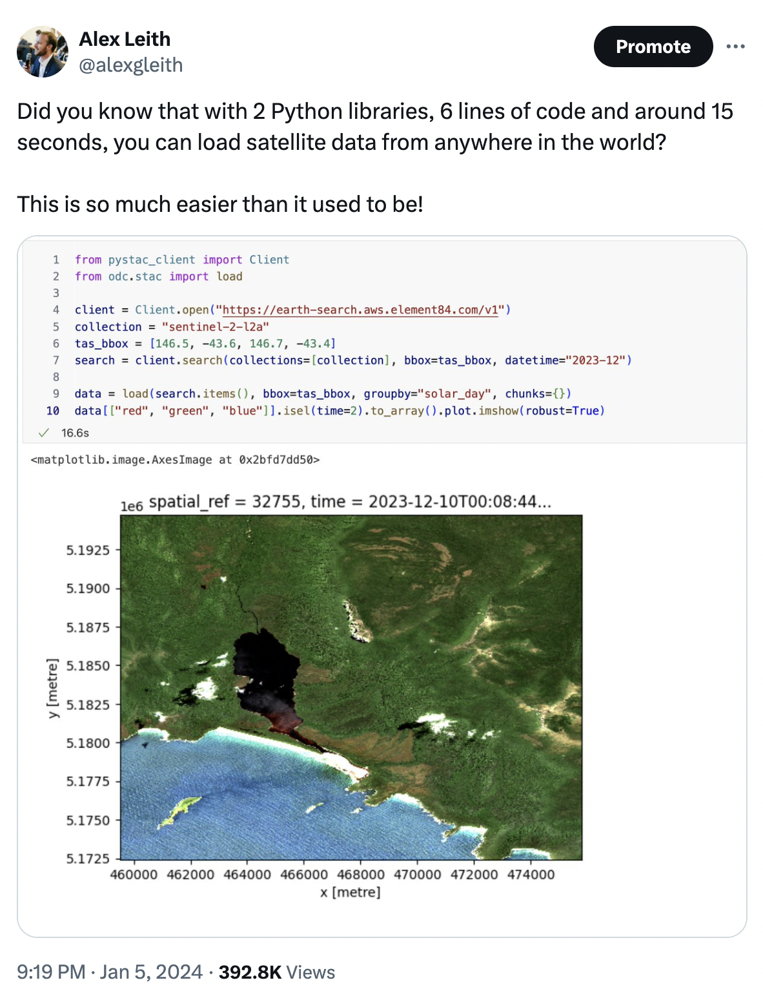 Alex Leith
@alexgleith
Promote
Did you know that with 2 Python libraries, 6 lines of code and around 15
seconds, you can load satellite data from anywhere in the world?
This is so much easier than it used to be!
1 from pystac_client import Client
2 from odc.stac import load
3
4 client = Client.open("https://earth-search.aws.element84.com/v1")
5 collection = "sentinel-2-l2a"
6 tas_bbox = [146.5, -43.6, 146.7, -43.4]
7 search = client.search(collections=[collection], bbox=tas_bbox, datetime="2023-12")
8
9 data = load(search.items(), bbox=tas_bbox, groupby="solar_day", chunks={})
10 data[["red", "green", "blue"]].isel(time=2).to_array().plot.imshow(robust=True)
16.6s
<matplotlib.image.AxesImage at 0x2bfd7dd50>
1e6 spatial_ref = 32755, time = 2023-12-10T00:08:44...
5.1925
5.1900
5.1875
5.1850
5.1825
5.1800
5.1775
5.1750
5.1725
y [metre]
460000 462000 464000 466000 468000 470000 472000 474000
x [metre]
9:19 PM · Jan 5, 2024 · 392.8K Views